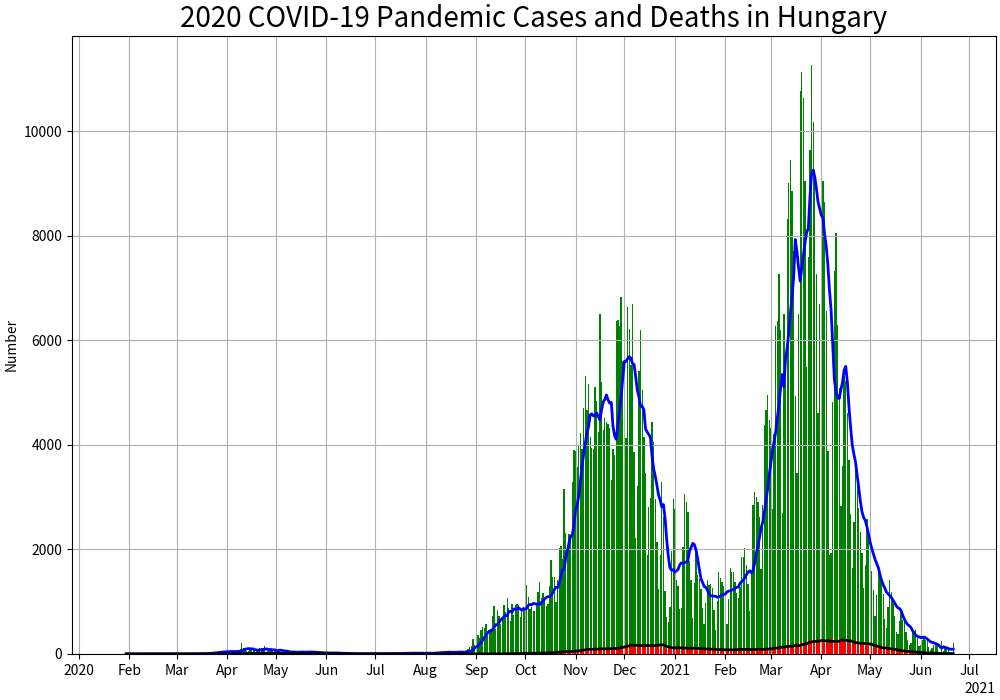 2020 COVID-19 Pandemic Cases and Deaths in Hungary
Number
10000
8000
6000
4000
2000
0
2020 Feb Mar Apr May Jun Jul Aug Sep Oct Nov Dec 2021 Feb Mar Apr May Jun Jul
2021